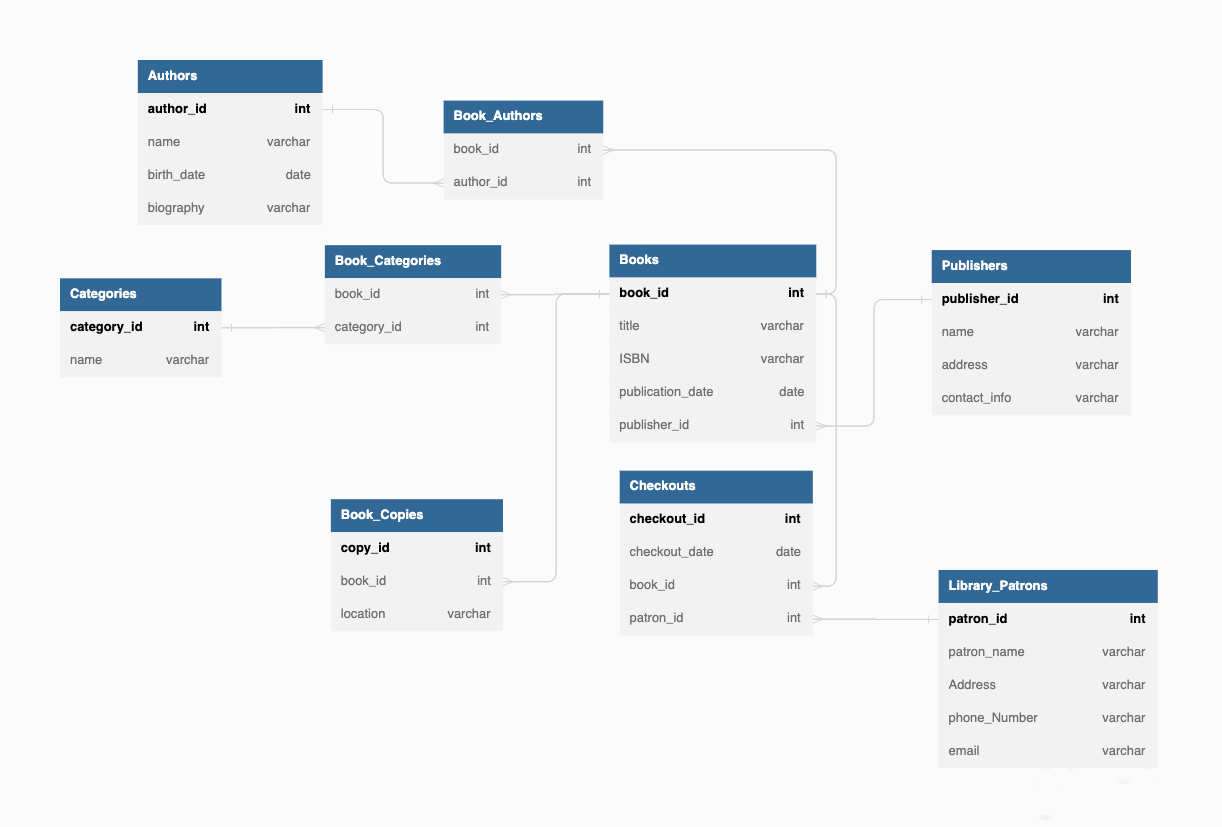 Authors
author_id int
name varchar
birth_date date
biography varchar
Book_Authors
book_id int
author_id int
Book_Categories
book_id int
category_id int
Categories
category_id int
name varchar
Books
book_id int
title varchar
ISBN varchar
publication_date date
publisher_id int
Publishers
publisher_id int
name varchar
address varchar
contact_info varchar
Book_Copies
copy_id int
book_id int
location varchar
Checkouts
checkout_id int
checkout_date date
book_id int
patron_id int
Library_Patrons
patron_id int
patron_name varchar
Address varchar
phone_Number varchar
email varchar